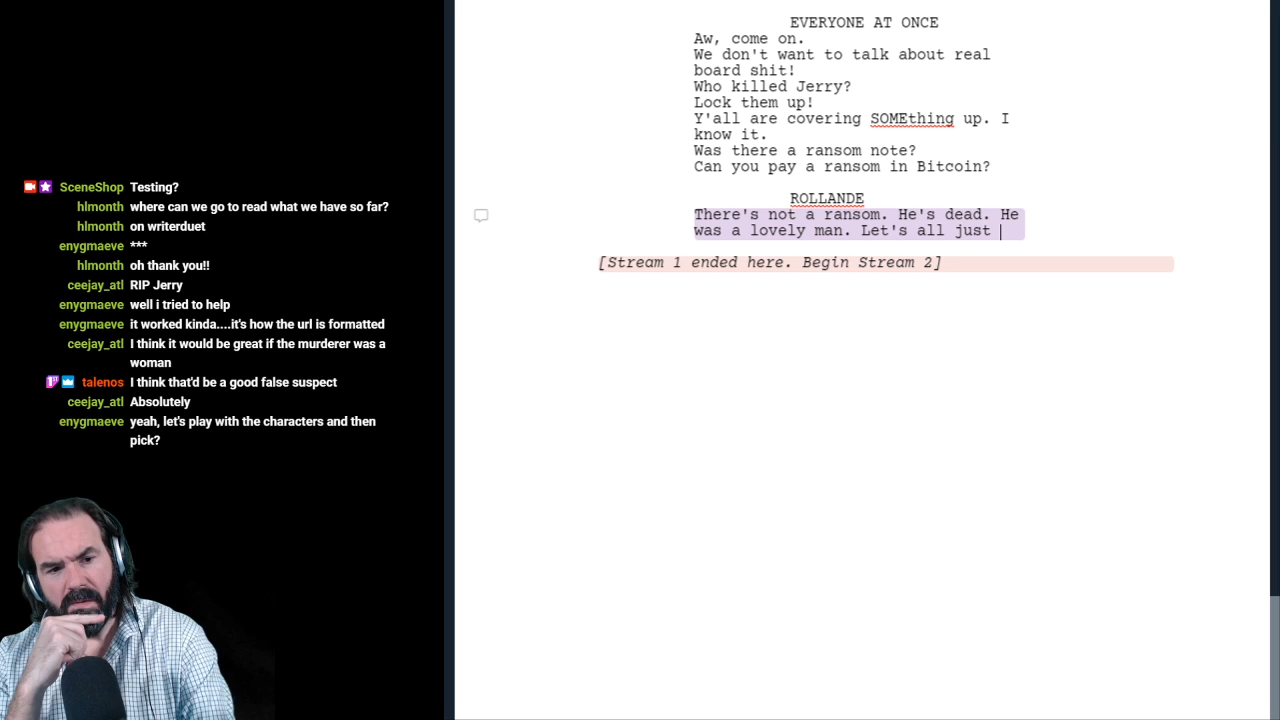 SceneShop Testing?
hlmonth where can we go to read what we have so far?
hlmonth on writerduet
enygmaeve ***
hlmonth oh thank you!!
ceejay_atl RIP Jerry
enygmaeve well i tried to help
enygmaeve it worked kinda....it's how the url is formatted
ceejay_atl I think it would be great if the murderer was a
woman
talenos I think that'd be a good false suspect
ceejay_atl Absolutely
enygmaeve yeah, let's play with the characters and then
pick?
EVERYONE AT ONCE
Aw, come on.
We don't want to talk about real
board shit!
Who killed Jerry?
Lock them up!
Y'all are covering SOMEthing up. I
know it.
Was there a ransom note?
Can you pay a ransom in Bitcoin?
ROLLANDE
There's not a ransom. He's dead. He
was a lovely man. Let's all just
[Stream 1 ended here. Begin Stream 2]